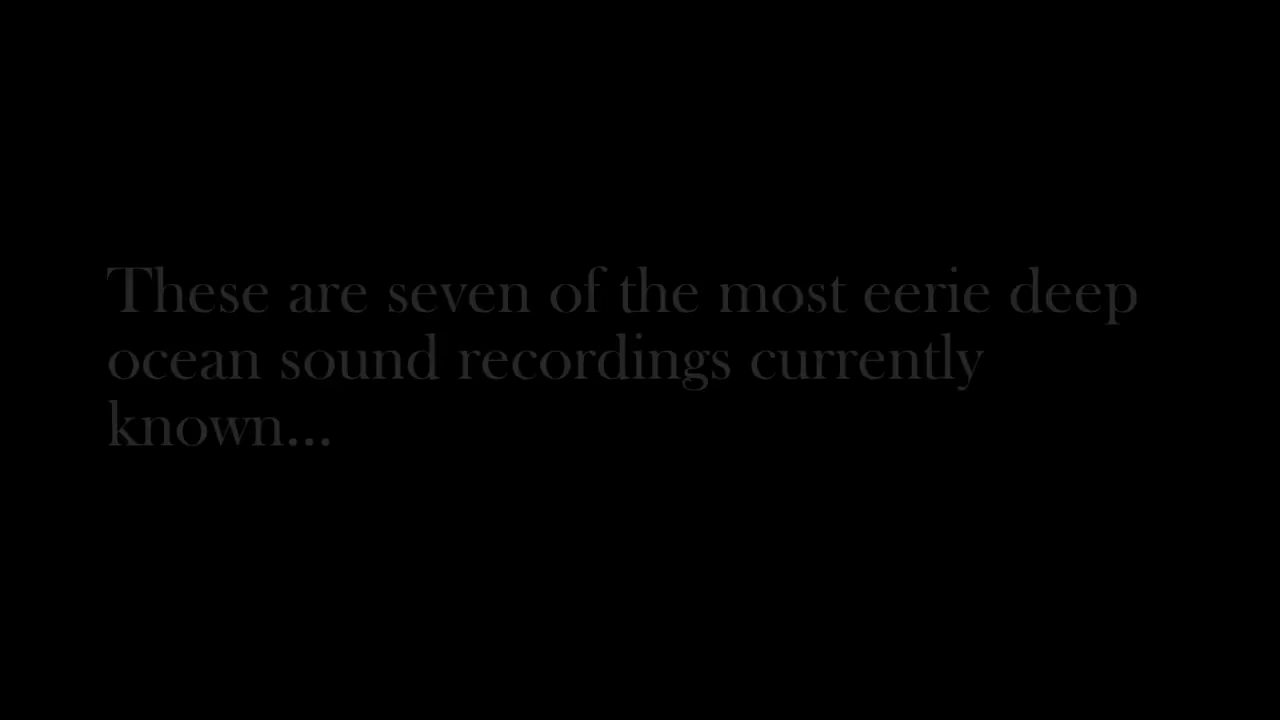 These are seven of the most eerie deep
ocean sound recordings currently
known...